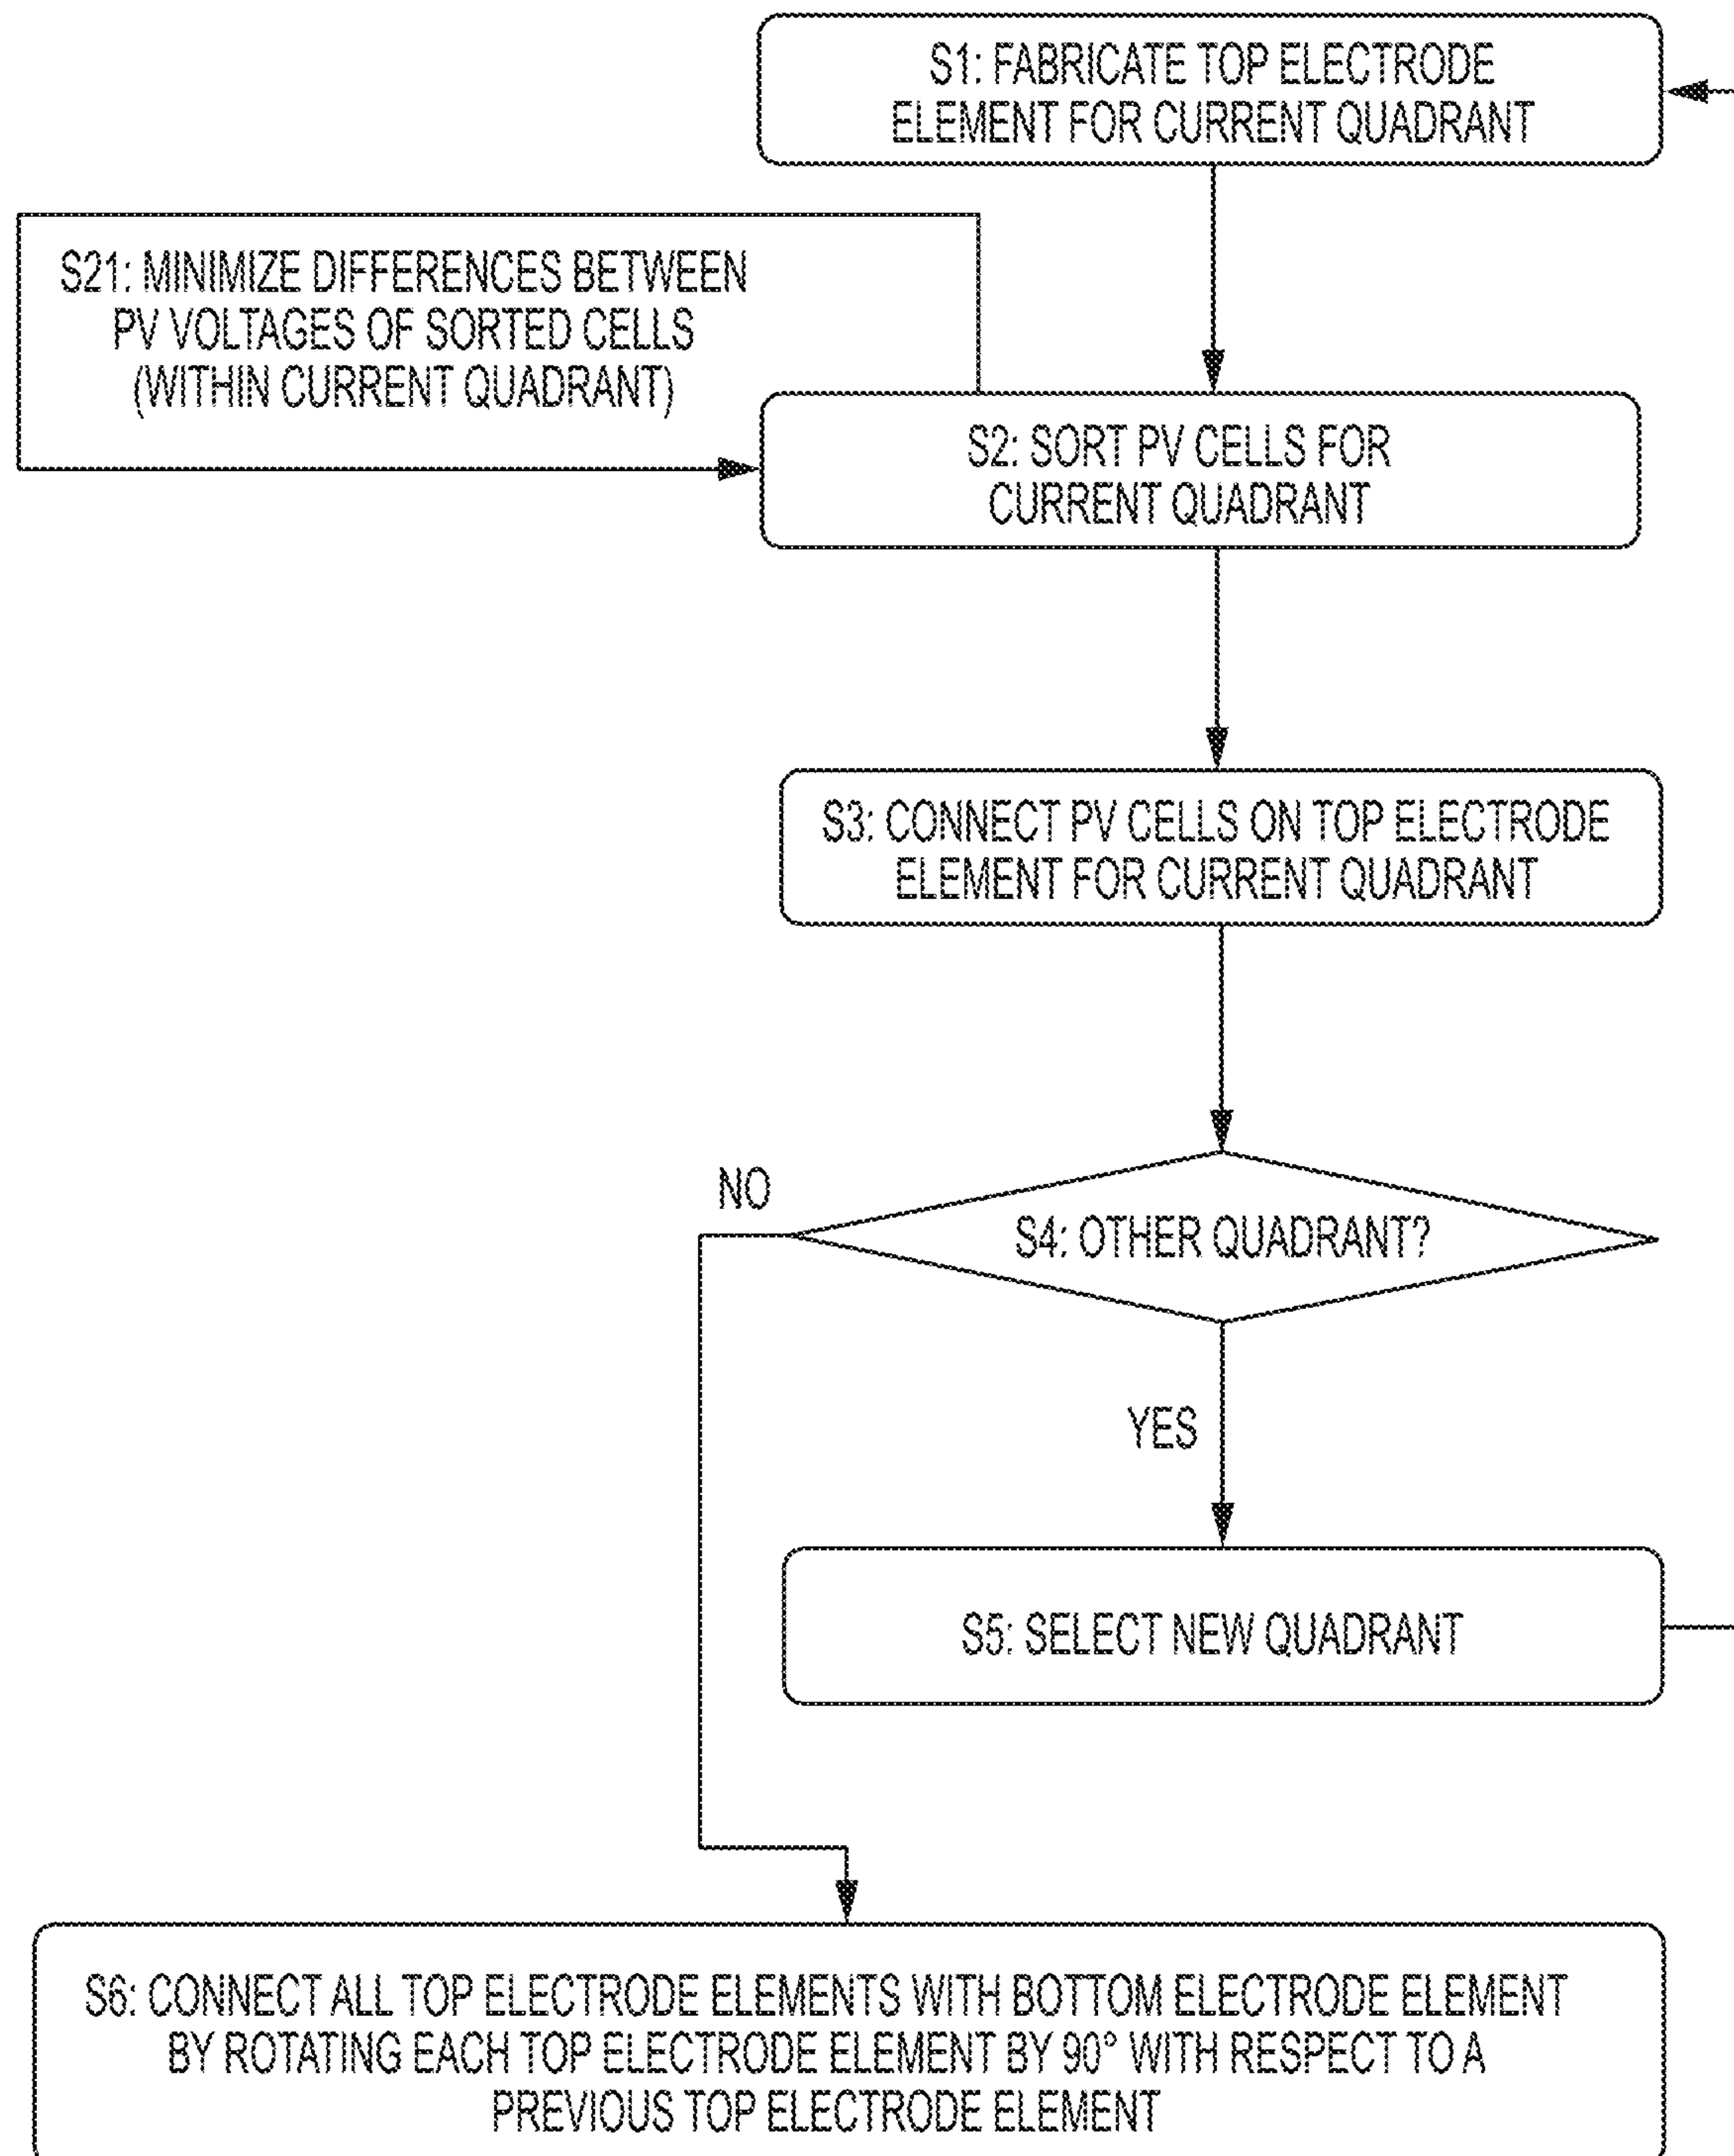 S1: FABRICATE TOP ELECTRODE
ELEMENT FOR CURRENT QUADRANT
S21: MINIMIZE DIFFERENCES BETWEEN
PV VOLTAGES OF SORTED CELLS
(WITHIN CURRENT QUADRANT)
S2: SORT PV CELLS FOR
CURRENT QUADRANT
S3: CONNECT PV CELLS ON TOP ELECTRODE
ELEMENT FOR CURRENT QUADRANT
NO
S4: OTHER QUADRANT?
YES
S5: SELECT NEW QUADRANT
S6: CONNECT ALL TOP ELECTRODE ELEMENTS WITH BOTTOM ELECTRODE ELEMENT
BY ROTATING EACH TOP ELECTRODE ELEMENT BY 90° WITH RESPECT TO A
PREVIOUS TOP ELECTRODE ELEMENT